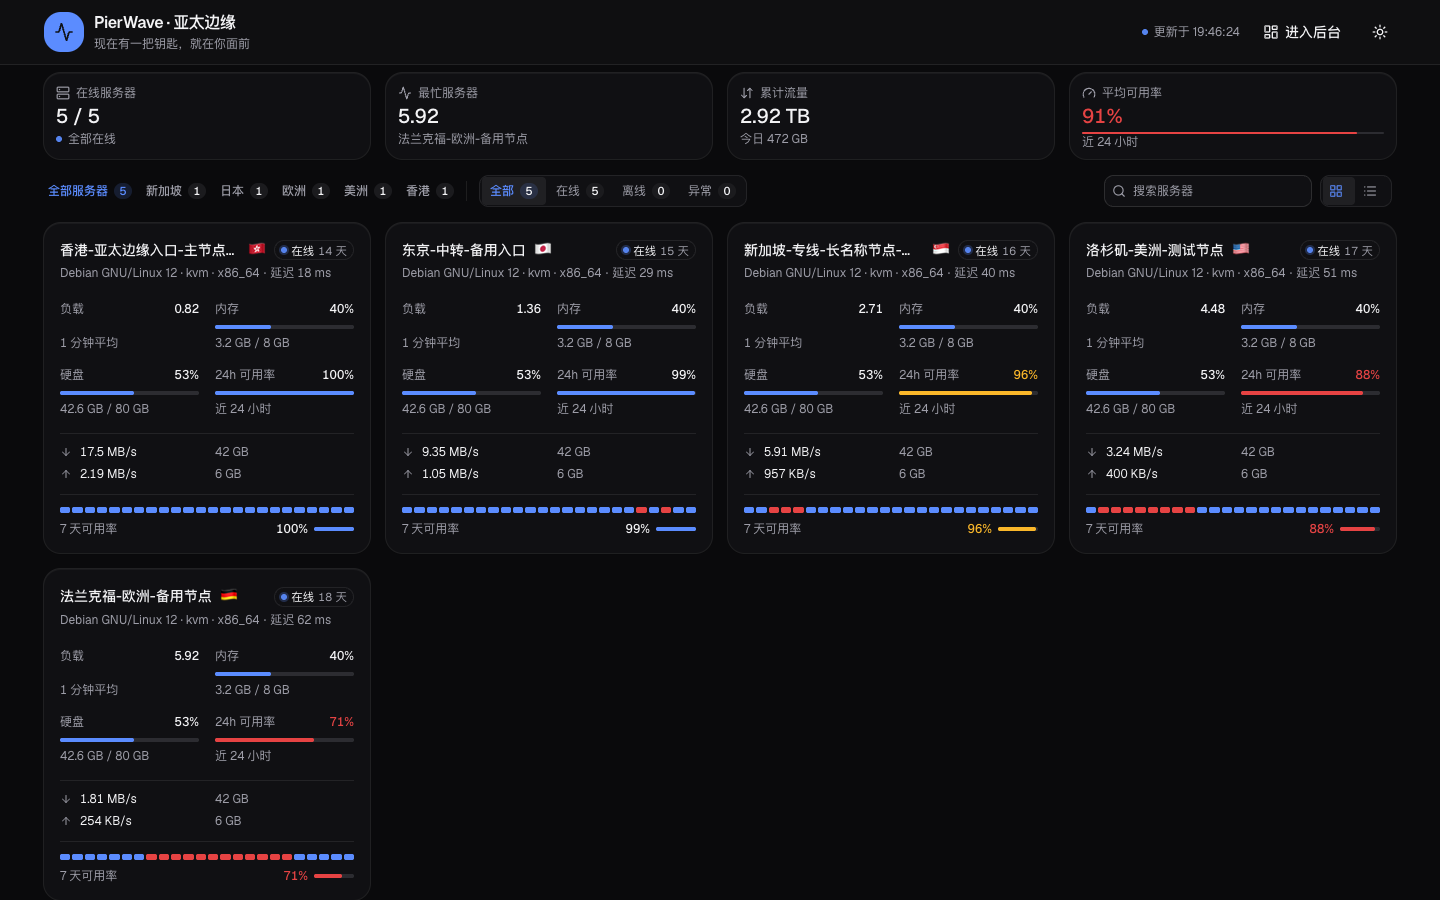 PierWave · 亚太边缘
现在有一把钥匙，就在你面前
更新于 19:46:24
进入后台
在线服务器
5 / 5
全部在线
最忙服务器
5.92
法兰克福-欧洲-备用节点
累计流量
2.92 TB
今日 472 GB
平均可用率
91%
近 24 小时
全部服务器 5 新加坡 1 日本 1 欧洲 1 美洲 1 香港 1
全部 5 在线 5 离线 0 异常 0
搜索服务器
香港-亚太边缘入口-主节点... 在线 14 天
Debian GNU/Linux 12 · kvm · x86_64 · 延迟 18 ms
负载 0.82 内存 40%
1 分钟平均 3.2 GB / 8 GB
硬盘 53% 24h 可用率 100%
42.6 GB / 80 GB 近 24 小时
17.5 MB/s 42 GB
2.19 MB/s 6 GB
7 天可用率 100%
东京-中转-备用入口 在线 15 天
Debian GNU/Linux 12 · kvm · x86_64 · 延迟 29 ms
负载 1.36 内存 40%
1 分钟平均 3.2 GB / 8 GB
硬盘 53% 24h 可用率 99%
42.6 GB / 80 GB 近 24 小时
9.35 MB/s 42 GB
1.05 MB/s 6 GB
7 天可用率 99%
新加坡-专线-长名称节点-... 在线 16 天
Debian GNU/Linux 12 · kvm · x86_64 · 延迟 40 ms
负载 2.71 内存 40%
1 分钟平均 3.2 GB / 8 GB
硬盘 53% 24h 可用率 96%
42.6 GB / 80 GB 近 24 小时
5.91 MB/s 42 GB
957 KB/s 6 GB
7 天可用率 96%
洛杉矶-美洲-测试节点 在线 17 天
Debian GNU/Linux 12 · kvm · x86_64 · 延迟 51 ms
负载 4.48 内存 40%
1 分钟平均 3.2 GB / 8 GB
硬盘 53% 24h 可用率 88%
42.6 GB / 80 GB 近 24 小时
3.24 MB/s 42 GB
400 KB/s 6 GB
7 天可用率 88%
法兰克福-欧洲-备用节点 在线 18 天
Debian GNU/Linux 12 · kvm · x86_64 · 延迟 62 ms
负载 5.92 内存 40%
1 分钟平均 3.2 GB / 8 GB
硬盘 53% 24h 可用率 71%
42.6 GB / 80 GB 近 24 小时
1.81 MB/s 42 GB
254 KB/s 6 GB
7 天可用率 71%